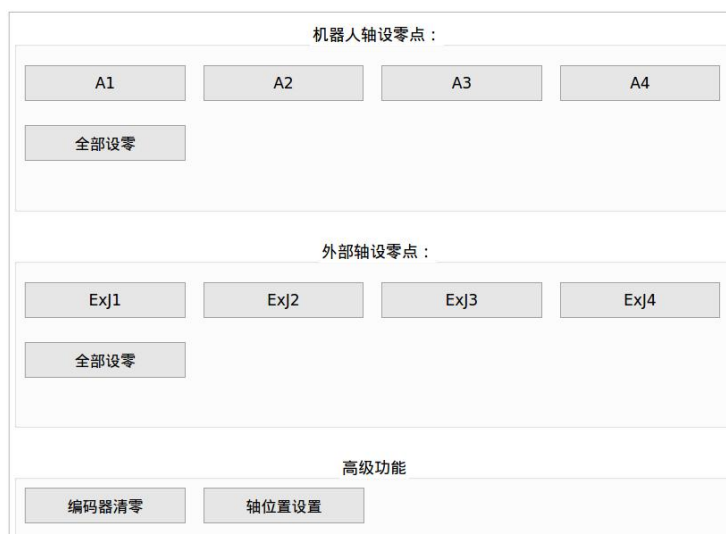 机器人轴设零点：
A1 A2 A3 A4
全部设零
外部轴设零点：
ExJ1 ExJ2 ExJ3 ExJ4
全部设零
高级功能
编码器清零 轴位置设置